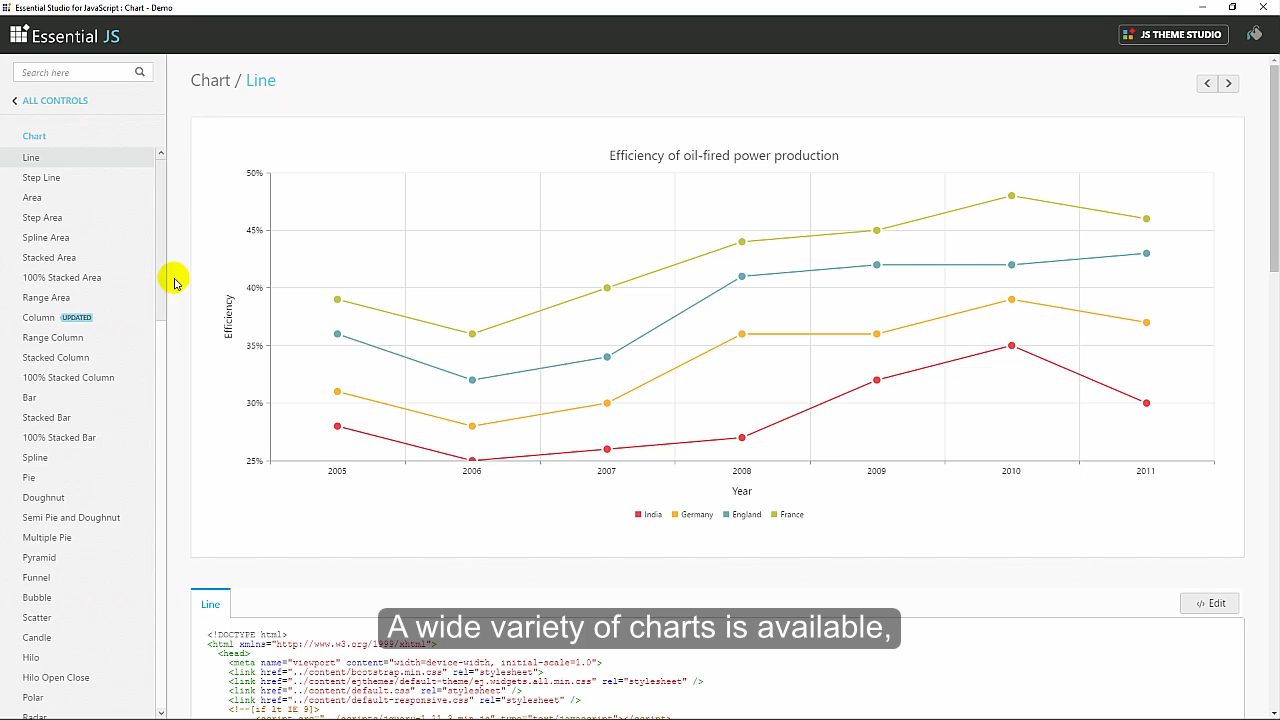 Essential Studio for JavaScript : Chart - Demo
Essential JS
JS THEME STUDIO
Search here
ALL CONTROLS
Chart
Line
Step Line
Area
Step Area
Spline Area
Stacked Area
100% Stacked Area
Range Area
Column UPDATED
Range Column
Stacked Column
100% Stacked Column
Bar
Stacked Bar
100% Stacked Bar
Spline
Pie
Doughnut
Semi Pie and Doughnut
Multiple Pie
Pyramid
Funnel
Bubble
Scatter
Candle
Hilo
Hilo Open Close
Polar
Radar
Chart / Line
Efficiency of oil-fired power production
50%
45%
40%
35%
30%
25%
Efficiency
2005 2006 2007 2008 2009 2010 2011
Year
India Germany England France
Line
</> Edit
<!DOCTYPE html>
<html xmlns="http://www.w3.org/1999/xhtml">
<head>
<meta name="viewport" content="width=device-width, initial-scale=1.0">
<link href="../content/bootstrap.min.css" rel="stylesheet">
<link href="../content/ejthemes/default-theme/ej.widgets.all.min.css" rel="stylesheet" />
<link href="../content/default.css" rel="stylesheet" />
<link href="../content/default-responsive.css" rel="stylesheet" />
<!--[if lt IE 9]>
A wide variety of charts is available,